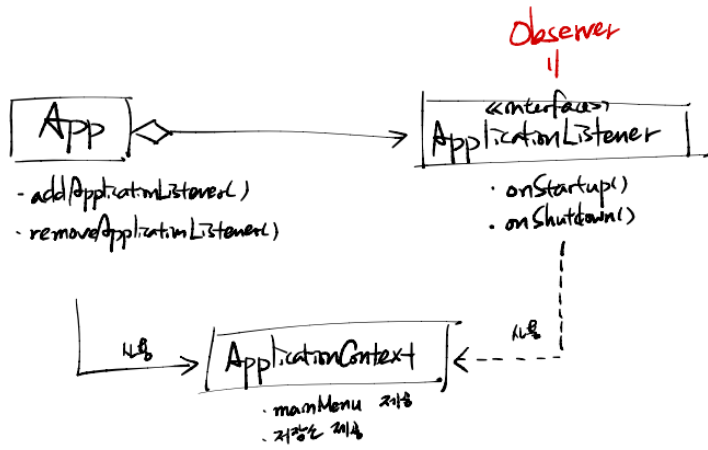 Observer
App
<<interface>>
ApplicationListener
· addApplicationListener()
· removeApplicationListener()
· onStartup()
· onShutdown()
사용
사용
ApplicationContext
· mainMenu 제공
· 저장소 제공